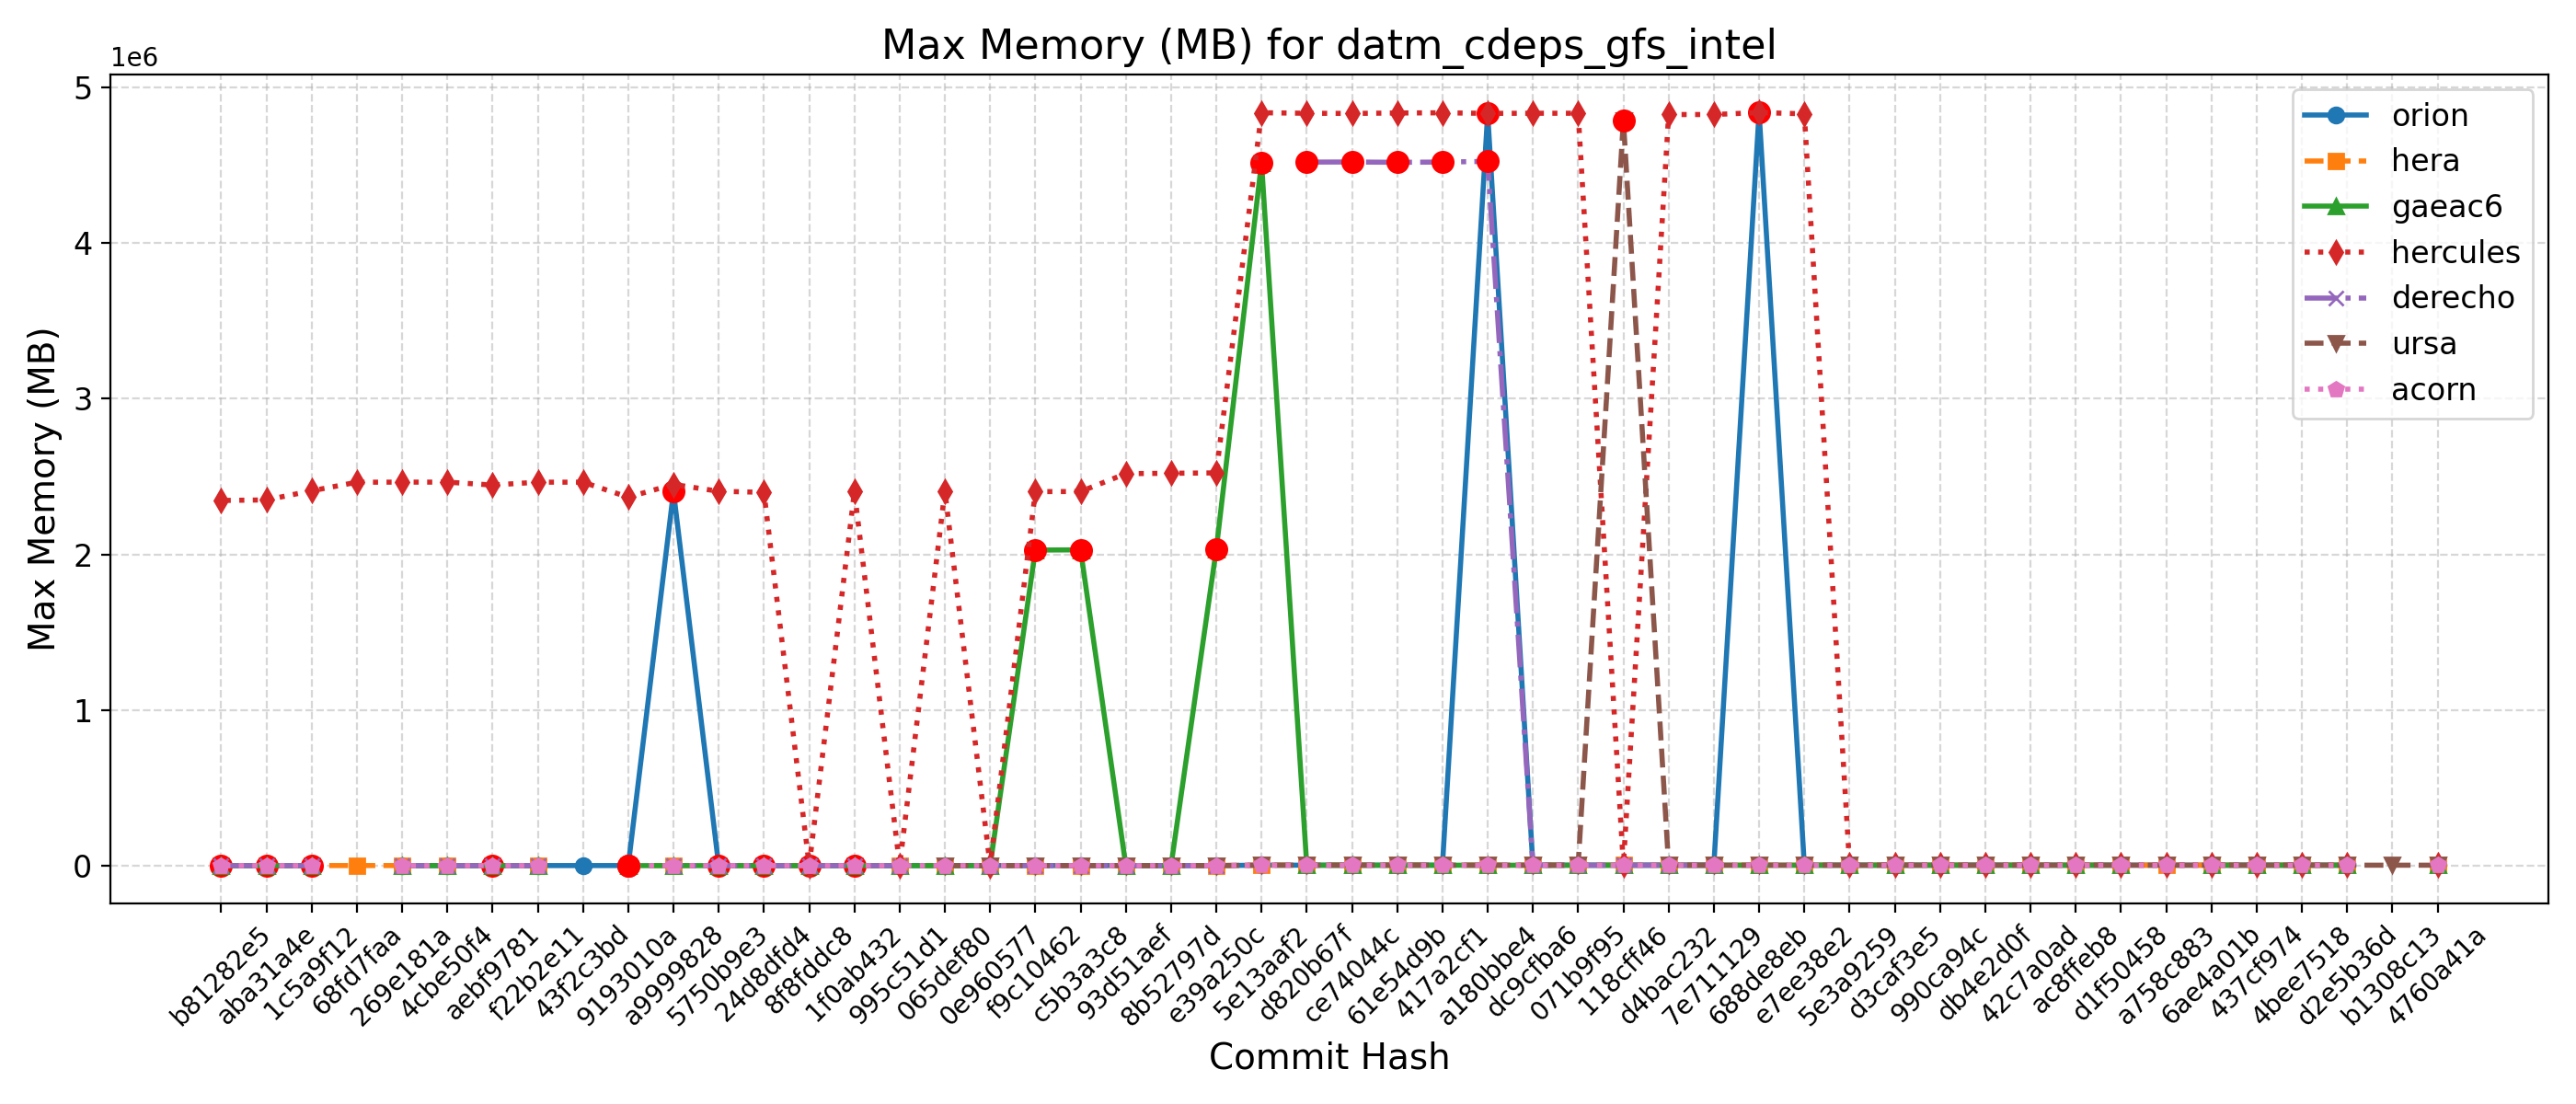 Max Memory (MB) for datm_cdeps_gfs_intel
1e6
5
4
3
2
1
0
Max Memory (MB)
orion
hera
gaeac6
hercules
derecho
ursa
acorn
b81282e5
aba31a4e
1c5a9f12
68fd7faa
269e181a
4cbe50f4
aebf9781
f22b2e11
43f2c3bd
9193010a
a9999828
5750b9e3
24d8dfd4
8f8fddc8
1f0ab432
995c51d1
065def80
0e960577
f9c10462
c5b3a3c8
93d51aef
8b52797d
e39a250c
5e13aaf2
d820b67f
ce74044c
61e54d9b
417a2cf1
a180bbe4
dc9cfba6
071b9f95
118cff46
d4bac232
7e711129
688de8eb
e7ee38e2
5e3a9259
d3caf3e5
990ca94c
db4e2d0f
42c7a0ad
ac8ffeb8
d1f50458
a758c883
6ae4a01b
437cf974
4bee7518
d2e5b36d
b1308c13
4760a41a
Commit Hash